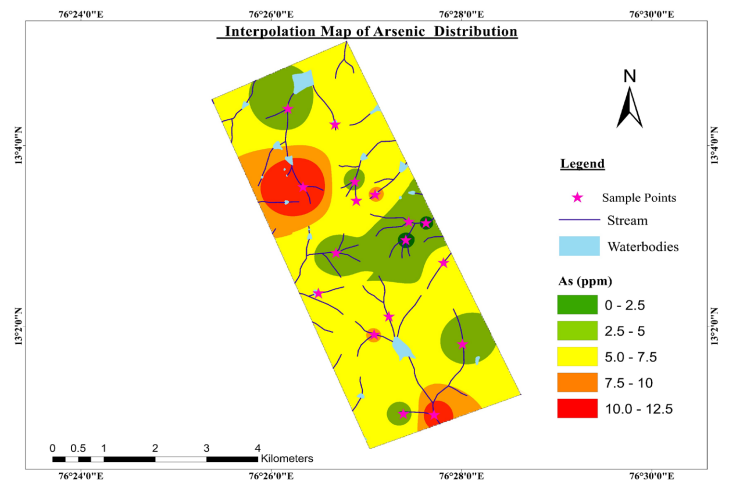 76°24'0"E 76°26'0"E 76°28'0"E 76°30'0"E
Interpolation Map of Arsenic Distribution
N
13°4'0"N 13°4'0"N
Legend
Sample Points
Stream
Waterbodies
As (ppm)
0 - 2.5
2.5 - 5
5.0 - 7.5
7.5 - 10
10.0 - 12.5
13°2'0"N 13°2'0"N
0 0.5 1 2 3 4
Kilometers
76°24'0"E 76°26'0"E 76°28'0"E 76°30'0"E